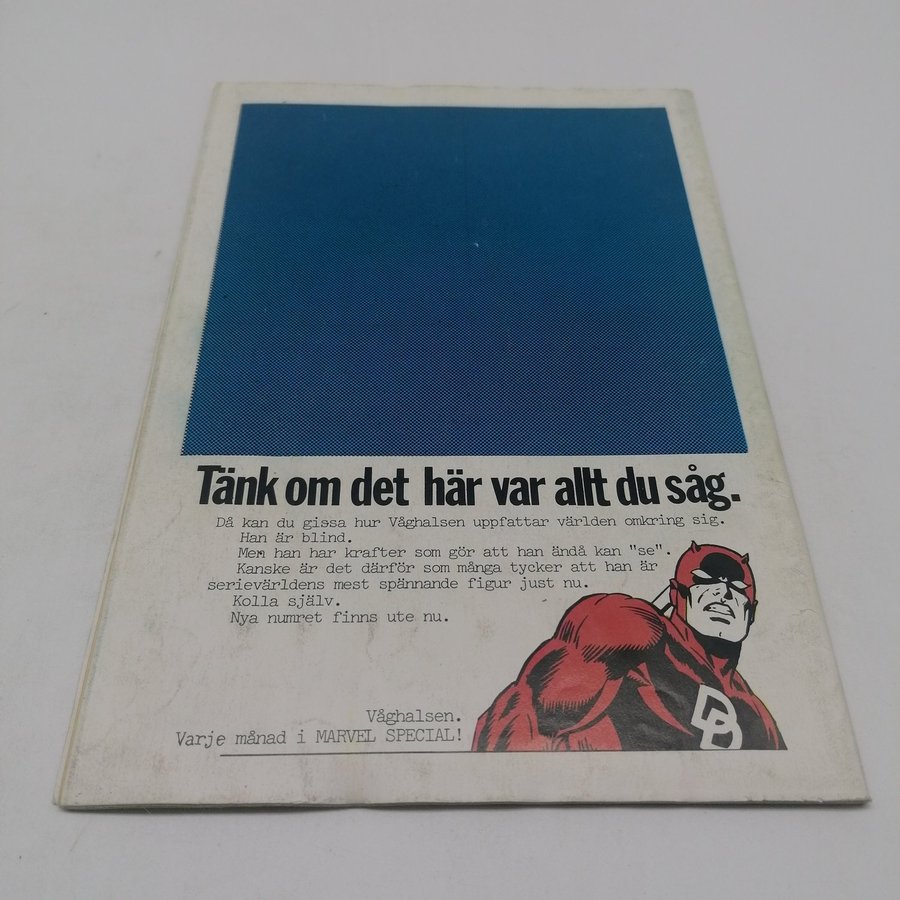 Tänk om det här var allt du såg.
Då kan du gissa hur Våghalsen uppfattar världen omkring sig.
Han är blind.
Men han har krafter som gör att han ändå kan "se".
Kanske är det därför som många tycker att han är
serievärldens mest spännande figur just nu.
Kolla själv.
Nya numret finns ute nu.
DD
Våghalsen.
Varje månad i MARVEL SPECIAL!